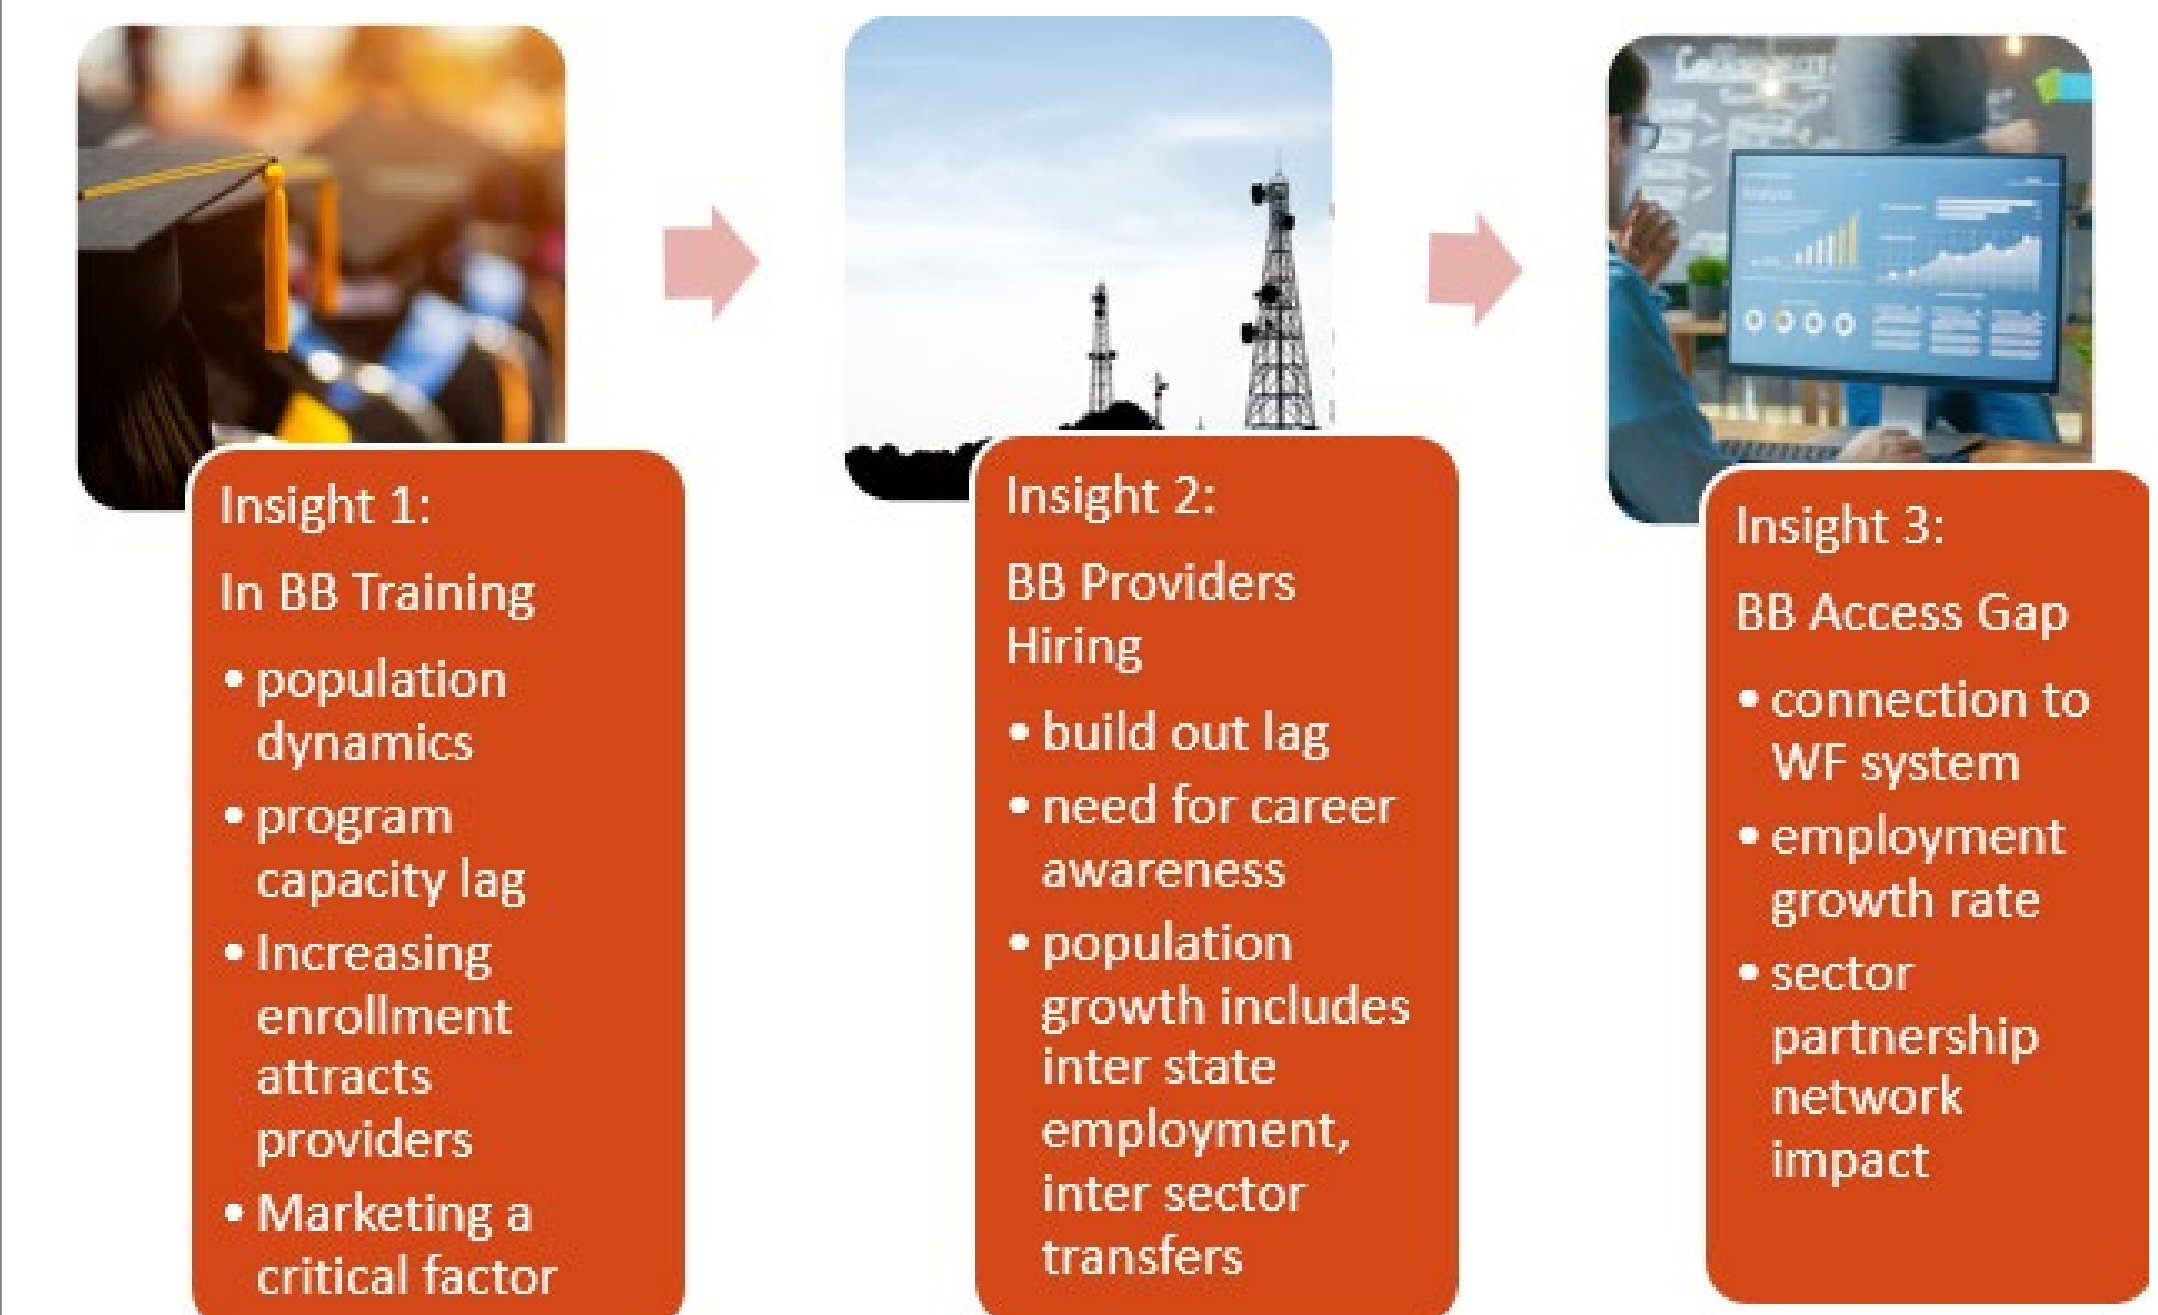 Insight 1:
In BB Training
• population
dynamics
• program
capacity lag
• Increasing
enrollment
attracts
providers
• Marketing a
critical factor
Insight 2:
BB Providers
Hiring
• build out lag
• need for career
awareness
• population
growth includes
inter state
employment,
inter sector
transfers
Insight 3:
BB Access Gap
• connection to
WF system
• employment
growth rate
• sector
partnership
network
impact